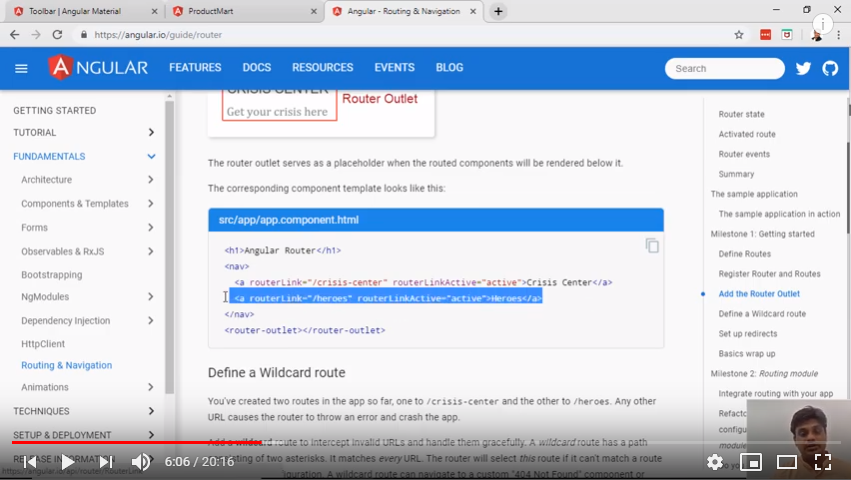 Toolbar | Angular Material
ProductMart
Angular - Routing & Navigation
https://angular.io/guide/router
ANGULAR
FEATURES
DOCS
RESOURCES
EVENTS
BLOG
Search
GETTING STARTED
TUTORIAL
FUNDAMENTALS
Architecture
Components & Templates
Forms
Observables & RxJS
Bootstrapping
NgModules
Dependency Injection
HttpClient
Routing & Navigation
Animations
TECHNIQUES
SETUP & DEPLOYMENT
RELEASE INFORMATION
CRISIS CENTER
Get your crisis here
Router Outlet
The router outlet serves as a placeholder when the routed components will be rendered below it.
The corresponding component template looks like this:
src/app/app.component.html
<h1>Angular Router</h1>
<nav>
<a routerLink="/crisis-center" routerLinkActive="active">Crisis Center</a>
<a routerLink="/heroes" routerLinkActive="active">Heroes</a>
</nav>
<router-outlet></router-outlet>
Define a Wildcard route
You've created two routes in the app so far, one to /crisis-center and the other to /heroes. Any other
URL causes the router to throw an error and crash the app.
Add a wildcard route to intercept invalid URLs and handle them gracefully. A wildcard route has a path
consisting of two asterisks. It matches every URL. The router will select this route if it can't match a route
iguration. A wildcard route can navigate to a custom "404 Not Found" component or
Router state
Activated route
Router events
Summary
The sample application
The sample application in action
Milestone 1: Getting started
Define Routes
Register Router and Routes
Add the Router Outlet
Define a Wildcard route
Set up redirects
Basics wrap up
Milestone 2: Routing module
Integrate routing with your app
Refacto
configu
module
Do yo
https://angular.io/api/router/RouterLink
6:06 / 20:16